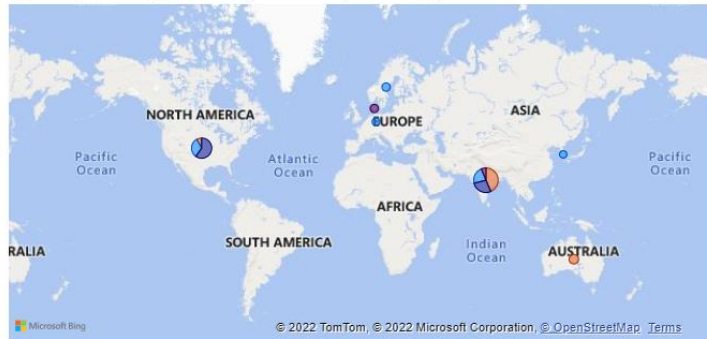 NORTH AMERICA
EUROPE
ASIA
Pacific
Ocean
Atlantic
Ocean
Pacific
Ocean
AFRICA
SOUTH AMERICA
Indian
Ocean
RALIA
AUSTRALIA
Microsoft Bing
© 2022 TomTom, © 2022 Microsoft Corporation, © OpenStreetMap Terms